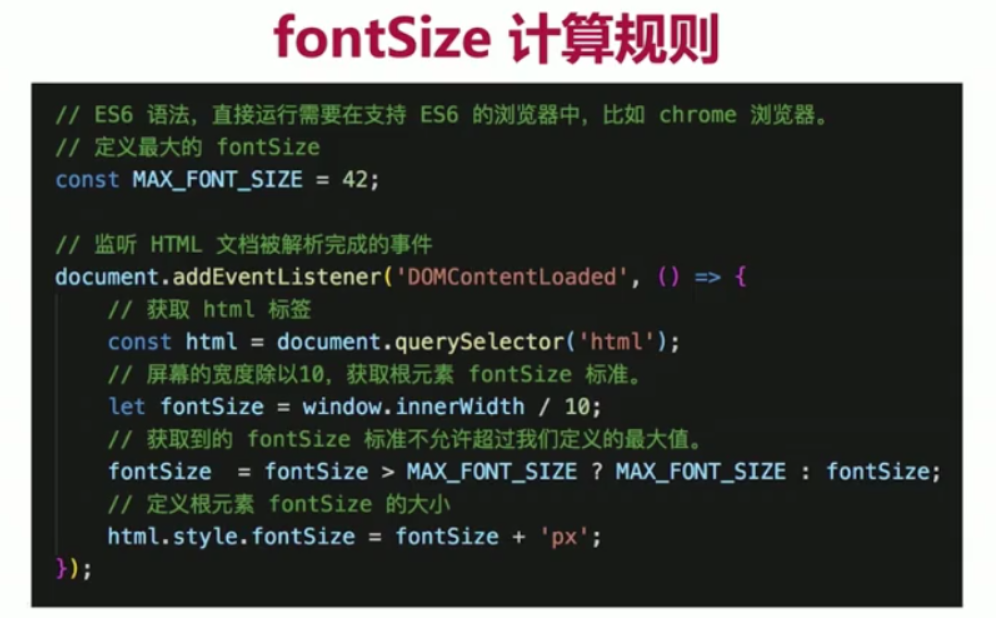 fontSize 计算规则
// ES6 语法，直接运行需要在支持 ES6 的浏览器中，比如 chrome 浏览器。
// 定义最大的 fontSize
const MAX_FONT_SIZE = 42;
// 监听 HTML 文档被解析完成的事件
document.addEventListener('DOMContentLoaded', () => {
// 获取 html 标签
const html = document.querySelector('html');
// 屏幕的宽度除以10，获取根元素 fontSize 标准。
let fontSize = window.innerWidth / 10;
// 获取到的 fontSize 标准不允许超过我们定义的最大值。
fontSize  = fontSize > MAX_FONT_SIZE ? MAX_FONT_SIZE : fontSize;
// 定义根元素 fontSize 的大小
html.style.fontSize = fontSize + 'px';
});